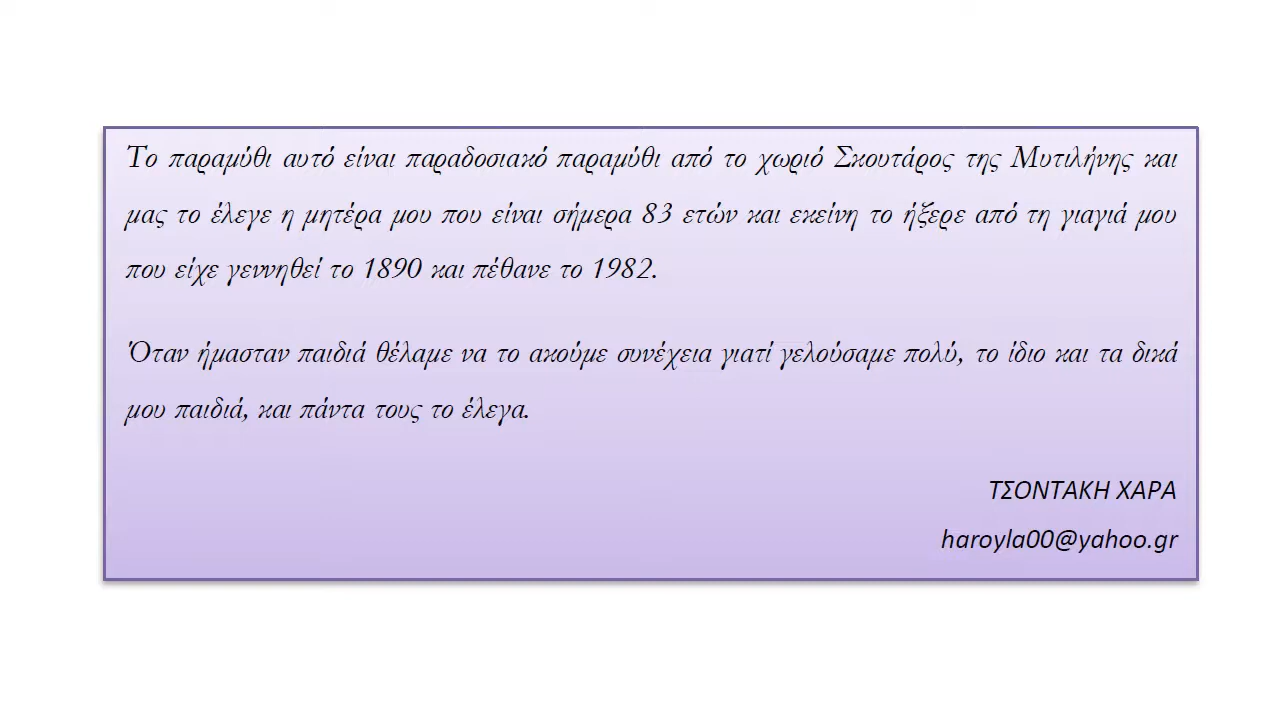 Το παραμύθι αυτό είναι παραδοσιακό παραμύθι από το χωριό Σκουτάρος της Μυτιλήνης και
μας το έλεγε η μητέρα μου που είναι σήμερα 83 ετών και εκείνη το ήξερε από τη γιαγιά μου
που είχε γεννηθεί το 1890 και πέθανε το 1982.
Όταν ήμασταν παιδιά θέλαμε να το ακούμε συνέχεια γιατί γελούσαμε πολύ, το ίδιο και τα δικά
μου παιδιά, και πάντα τους το έλεγα.
ΤΣΟΝΤΑΚΗ ΧΑΡΑ
haroyla00@yahoo.gr